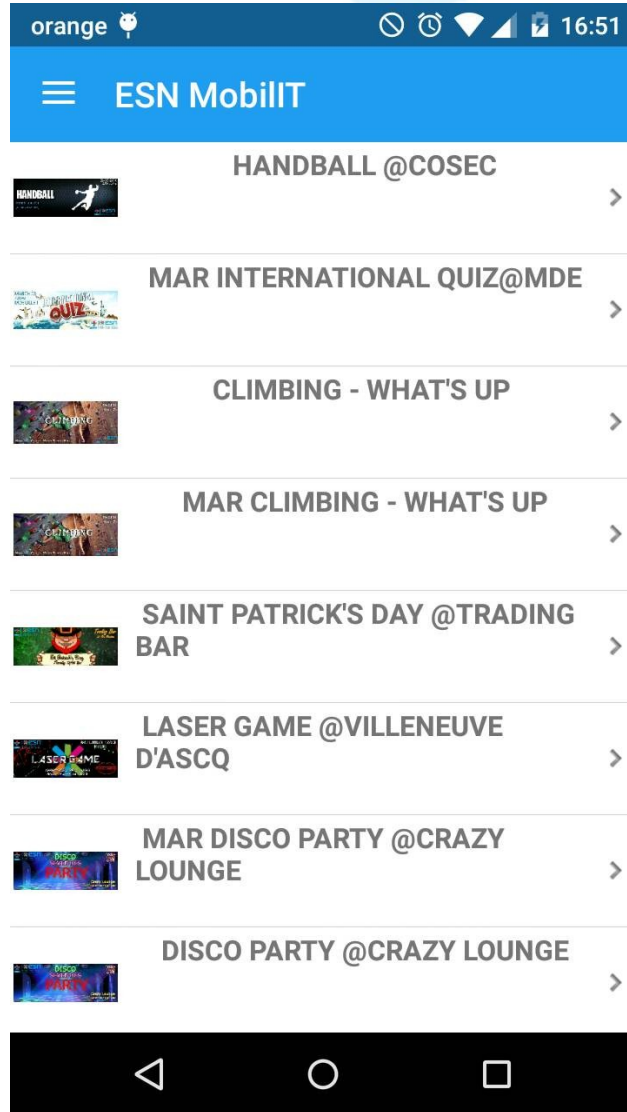 orange 16:51
ESN MobilIT
HANDBALL @COSEC
HANDBALL
MAR INTERNATIONAL QUIZ@MDE
QUIZ
CLIMBING - WHAT'S UP
CLIMBING
MAR CLIMBING - WHAT'S UP
CLIMBING
SAINT PATRICK'S DAY @TRADING
BAR
LASER GAME @VILLENEUVE
D'ASCQ
LASER GAME
MAR DISCO PARTY @CRAZY
LOUNGE
DISCO
PARTY
DISCO PARTY @CRAZY LOUNGE
DISCO
PARTY